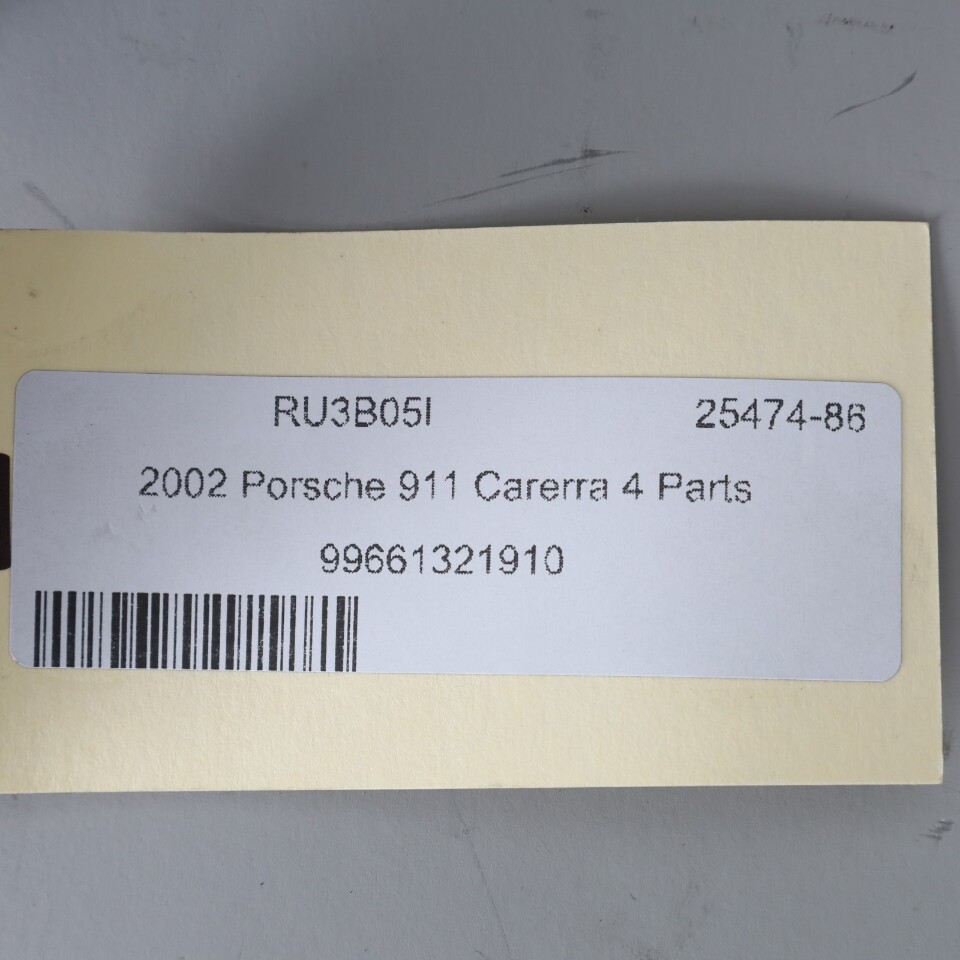 RU3B05I 25474-86
2002 Porsche 911 Carerra 4 Parts
99661321910